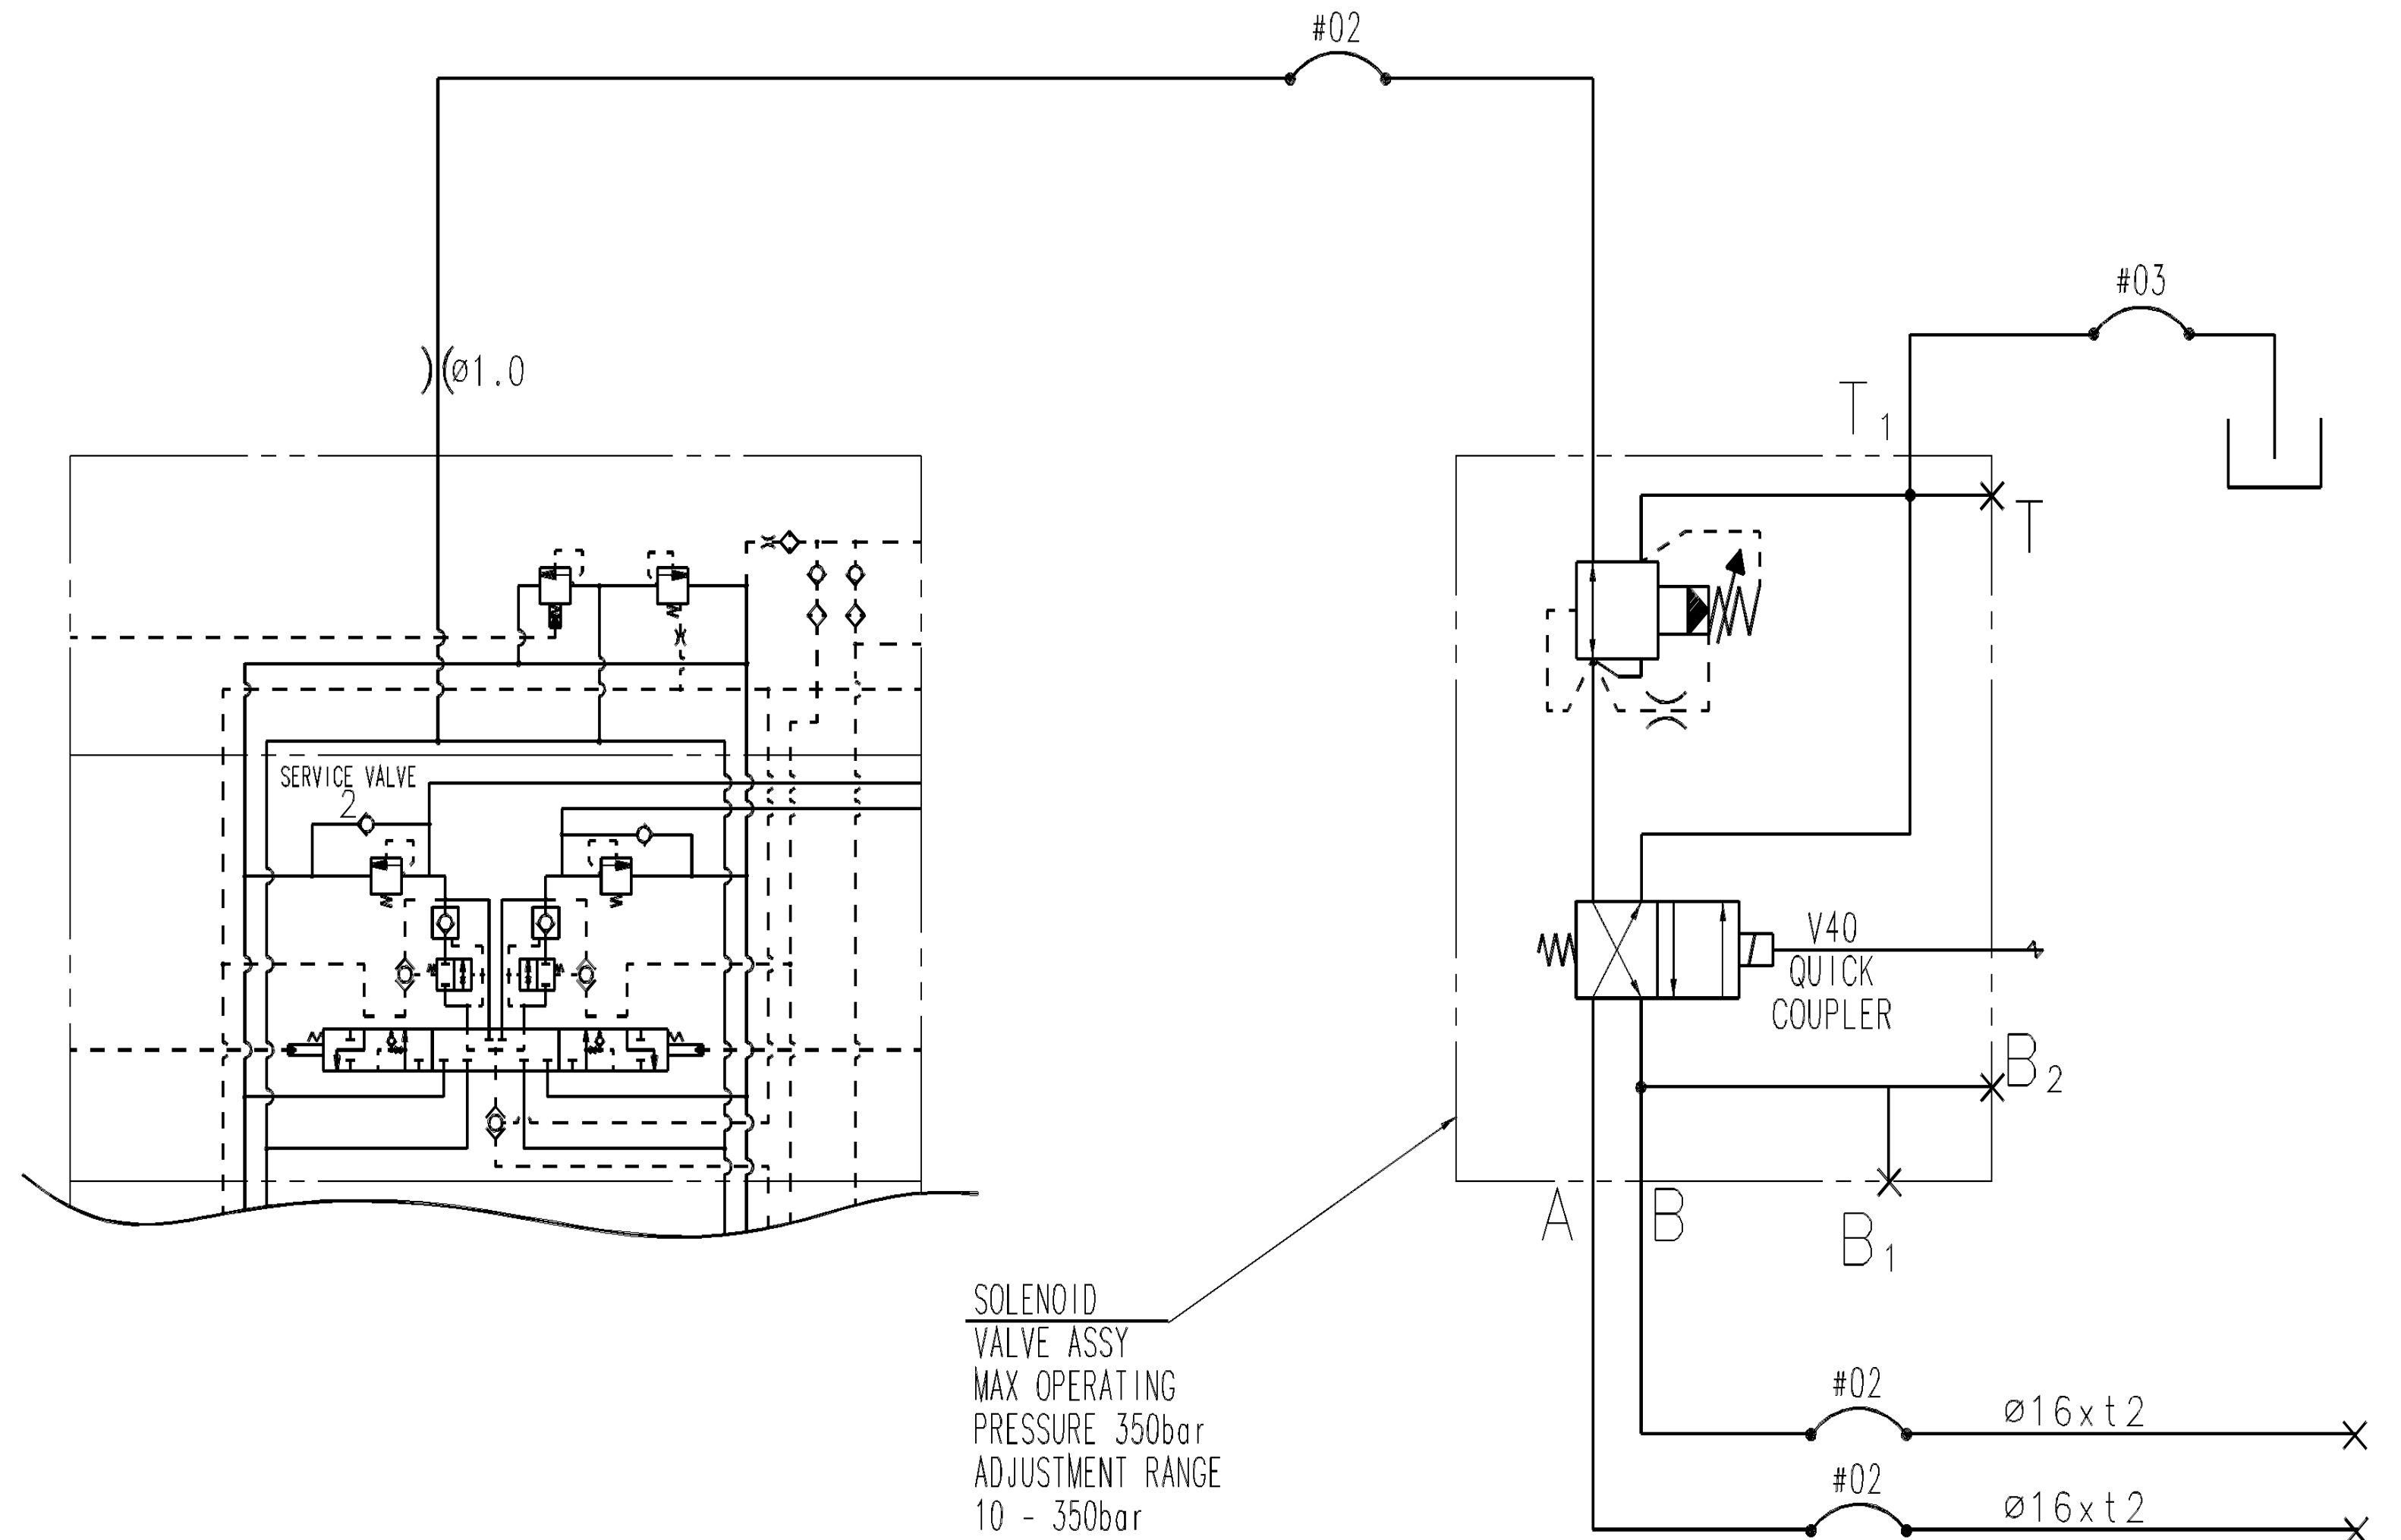 #02
#03
)(ø1.0
T1
T
SERVICE VALVE
2
V40
QUICK
COUPLER
B2
A
B
B1
SOLENOID
VALVE ASSY
MAX OPERATING
PRESSURE 350bar
ADJUSTMENT RANGE
10 - 350bar
#02
ø16xt2
#02
ø16xt2